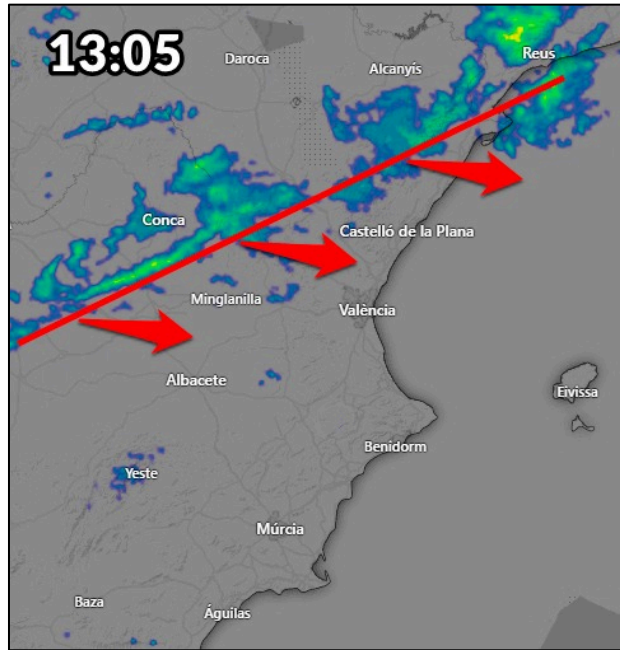 13:05
Daroca
Alcanyís
Reus
Conca
Castelló de la Plana
Minglanilla
València
Albacete
Eivissa
Benidorm
Yeste
Múrcia
Baza
Águilas